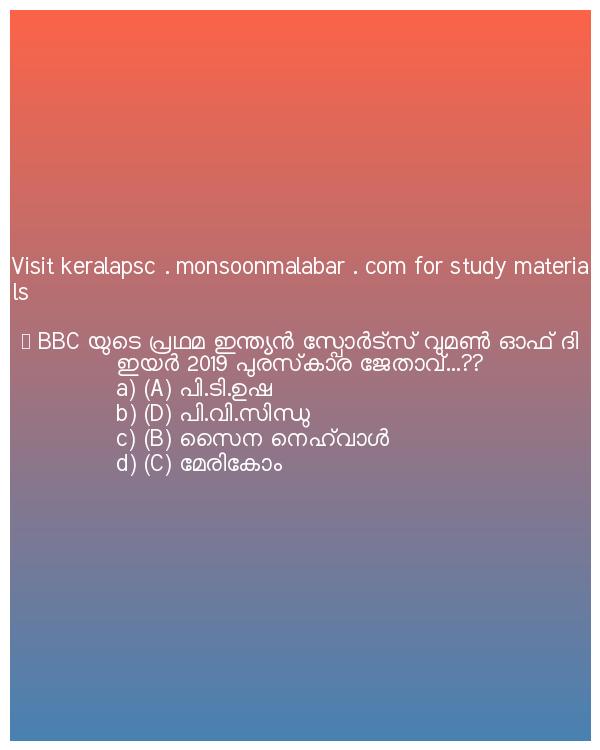 Visit keralapsc . monsoonmalabar . com for study materia
ls
▯ BBC യുടെ പ്രഥമ ഇന്ത്യൻ സ്പോർട്സ് വുമൺ ഓഫ് ദി
ഇയർ 2019 പുരസ്‌കാര ജേതാവ്...??
a) (A) പി.ടി.ഉഷ
b) (D) പി.വി.സിന്ധു
c) (B) സൈന നെഹ്‌വാൾ
d) (C) മേരികോം